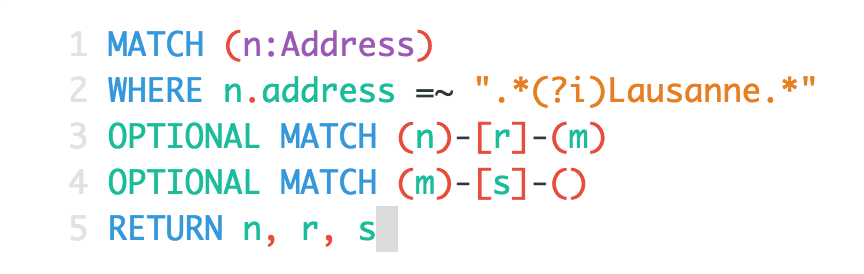 1 MATCH (n:Address)
2 WHERE n.address =~ ".*(?i)Lausanne.*"
3 OPTIONAL MATCH (n)-[r]-(m)
4 OPTIONAL MATCH (m)-[s]-()
5 RETURN n, r, s